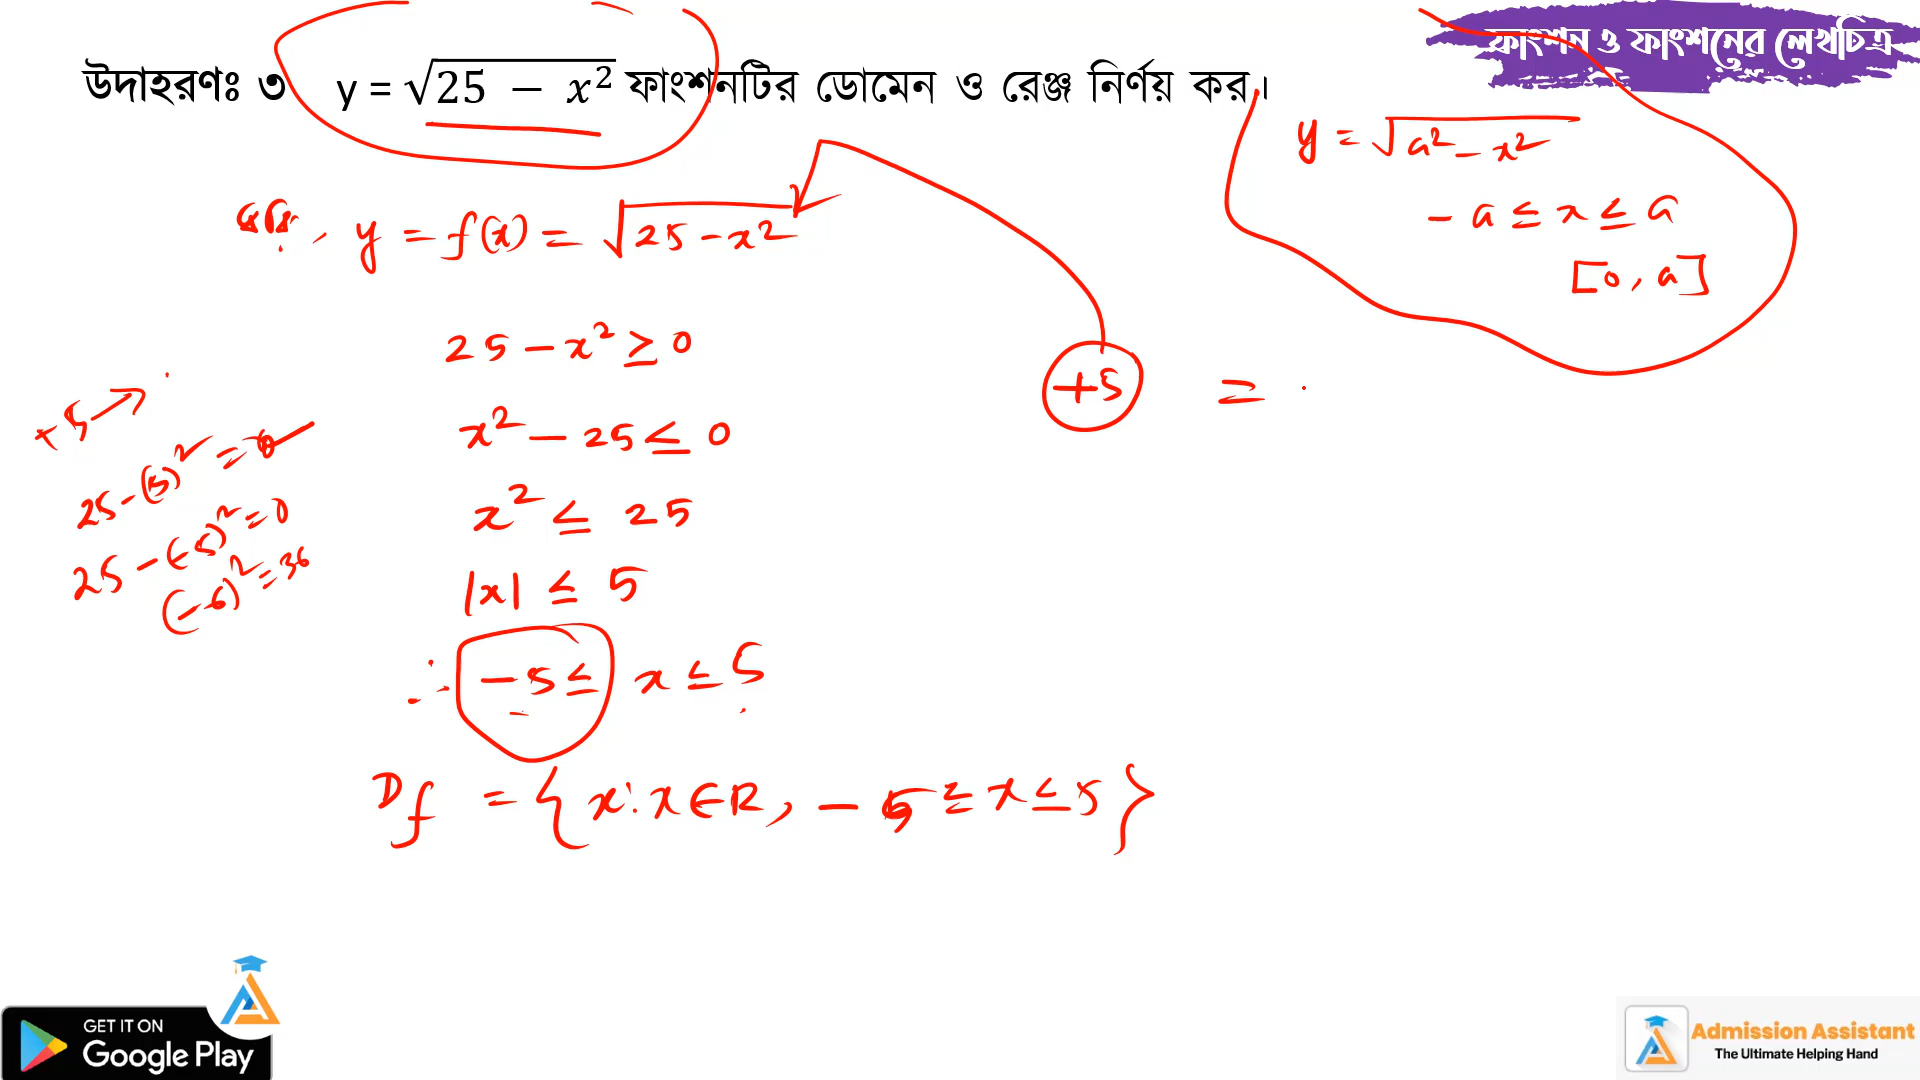 ফাংশন ও ফাংশনের লেখচিত্র
উদাহরণঃ ৩ y = √25 − x² ফাংশনটির ডোমেন ও রেঞ্জ নির্ণয় কর।
y = √a² − x²
−a ≤ x ≤ a
[0, a]
y = f(x) = √25 − x²
25 − x² ≥ 0
x² − 25 ≤ 0
x² ≤ 25
|x| ≤ 5
∴ −5 ≤ x ≤ 5
Df = {x : x ∈ R, −5 ≥ x ≤ 5}
+5 →
25 − (5)² = 0
25 − (−5)² = 0
(−6)² = 36
+5 =
GET IT ON
Google Play
Admission Assistant
The Ultimate Helping Hand